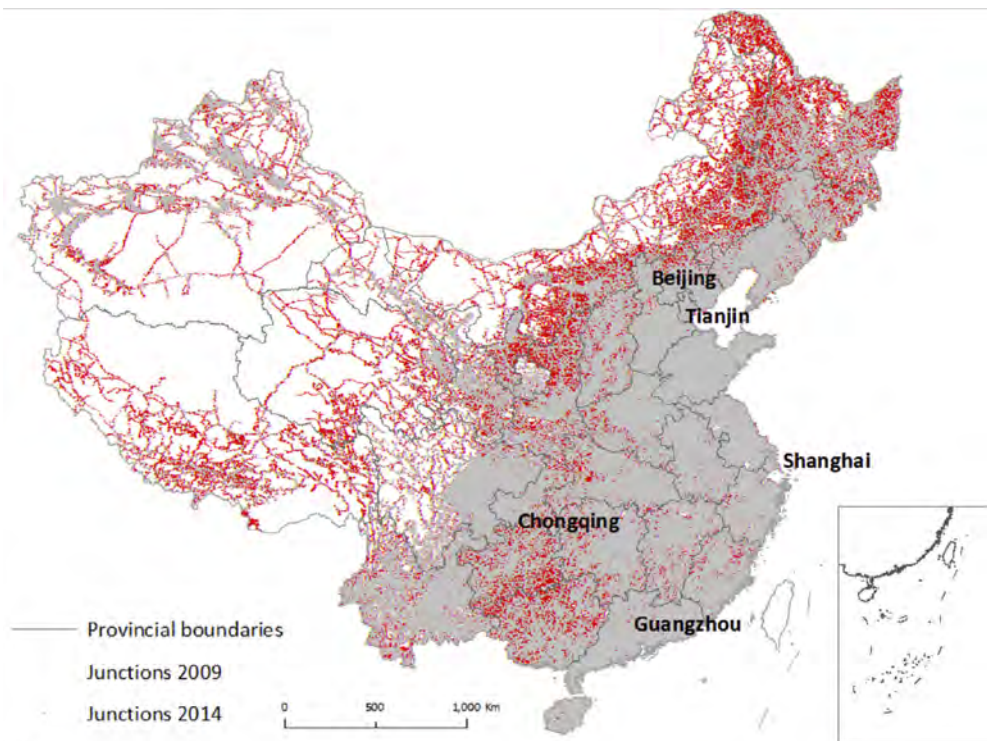 Beijing
Tianjin
Shanghai
Chongqing
Guangzhou
Provincial boundaries
Junctions 2009
Junctions 2014
0 500 1,000 Km